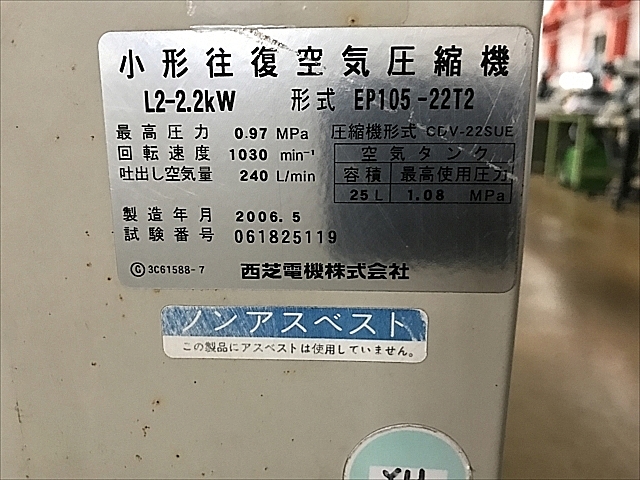 小形往復空気圧縮機
L2-2.2kW 形式 EP105-22T2
最高圧力 0.97 MPa 圧縮機形式 CDV-22SUE
回転速度 1030 min⁻¹ 空気タンク
吐出し空気量 240 L/min 容積 最高使用圧力
25 L 1.08 MPa
製造年月 2006.5
試験番号 061825119
Ⓒ 3C61588-7 西芝電機株式会社
ノンアスベスト
この製品にアスベストは使用していません。